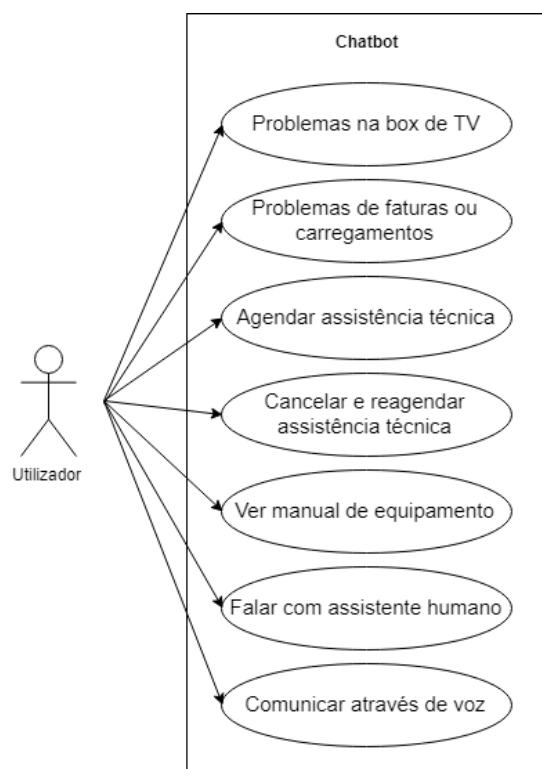 Chatbot
Problemas na box de TV
Problemas de faturas ou
carregamentos
Agendar assistência técnica
Cancelar e reagendar
assistência técnica
Utilizador
Ver manual de equipamento
Falar com assistente humano
Comunicar através de voz